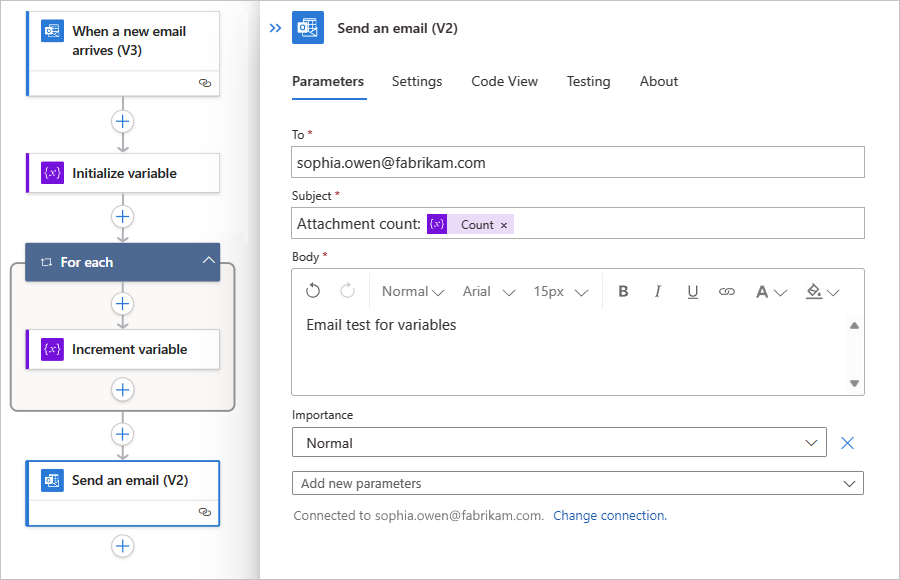 When a new email
arrives (V3)
{x} Initialize variable
For each
{x} Increment variable
Send an email (V2)
Send an email (V2)
Parameters Settings Code View Testing About
To *
sophia.owen@fabrikam.com
Subject *
Attachment count: {x} Count ×
Body *
Normal Arial 15px B I U A
Email test for variables
Importance
Normal
Add new parameters
Connected to sophia.owen@fabrikam.com. Change connection.